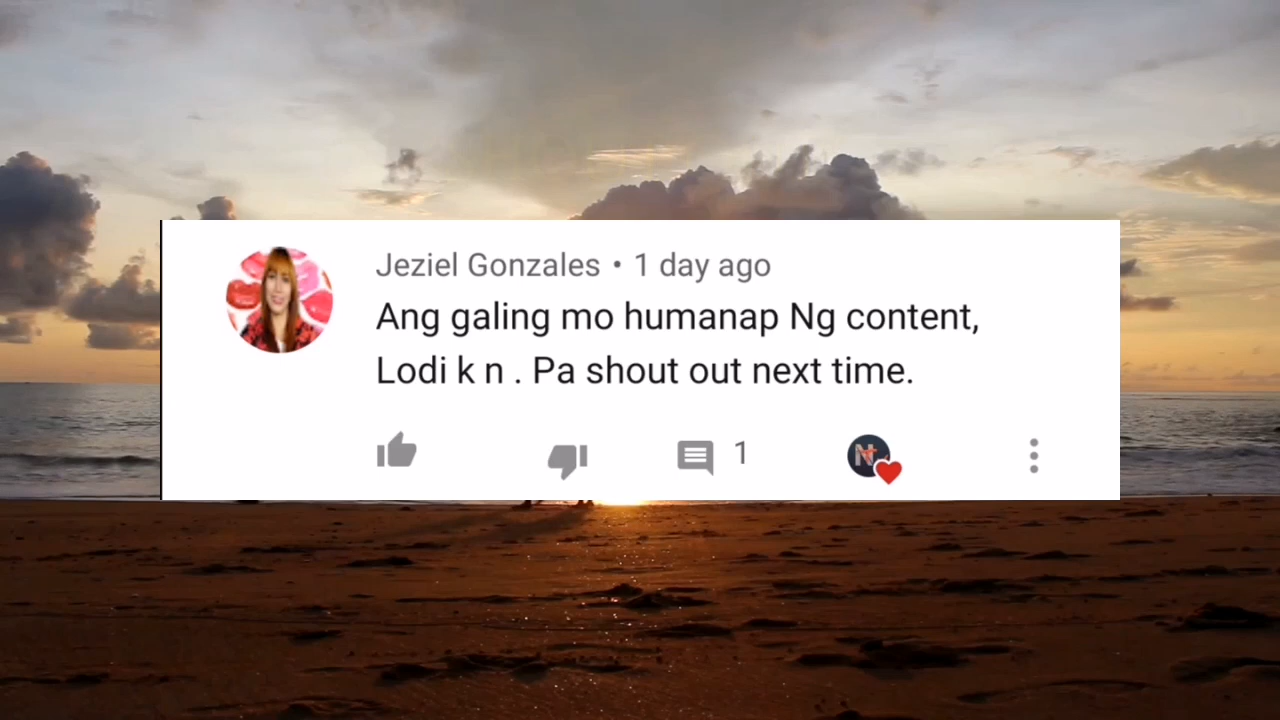 Jeziel Gonzales • 1 day ago
Ang galing mo humanap Ng content,
Lodi k n . Pa shout out next time.
1
N